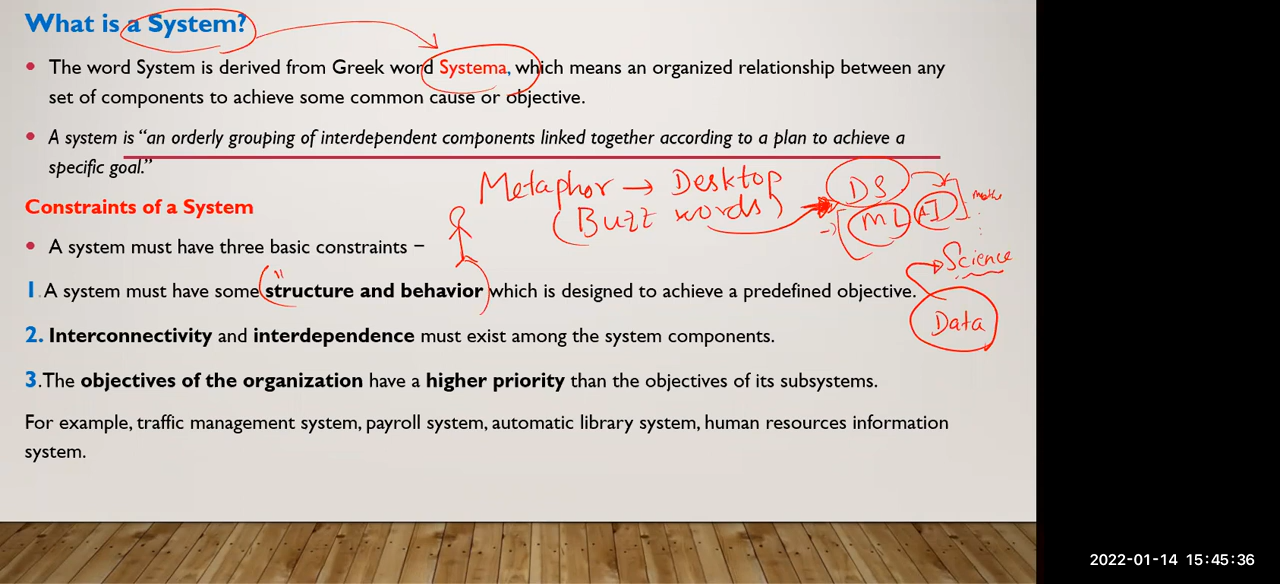 What is a System?
• The word System is derived from Greek word Systema, which means an organized relationship between any
set of components to achieve some common cause or objective.
• A system is “an orderly grouping of interdependent components linked together according to a plan to achieve a
specific goal.”
Metaphor → Desktop
(Buzz words)
DS
ML AI
Constraints of a System
• A system must have three basic constraints –
Science
1.A system must have some structure and behavior which is designed to achieve a predefined objective.
Data
2. Interconnectivity and interdependence must exist among the system components.
3.The objectives of the organization have a higher priority than the objectives of its subsystems.
For example, traffic management system, payroll system, automatic library system, human resources information
system.
2022-01-14 15:45:36